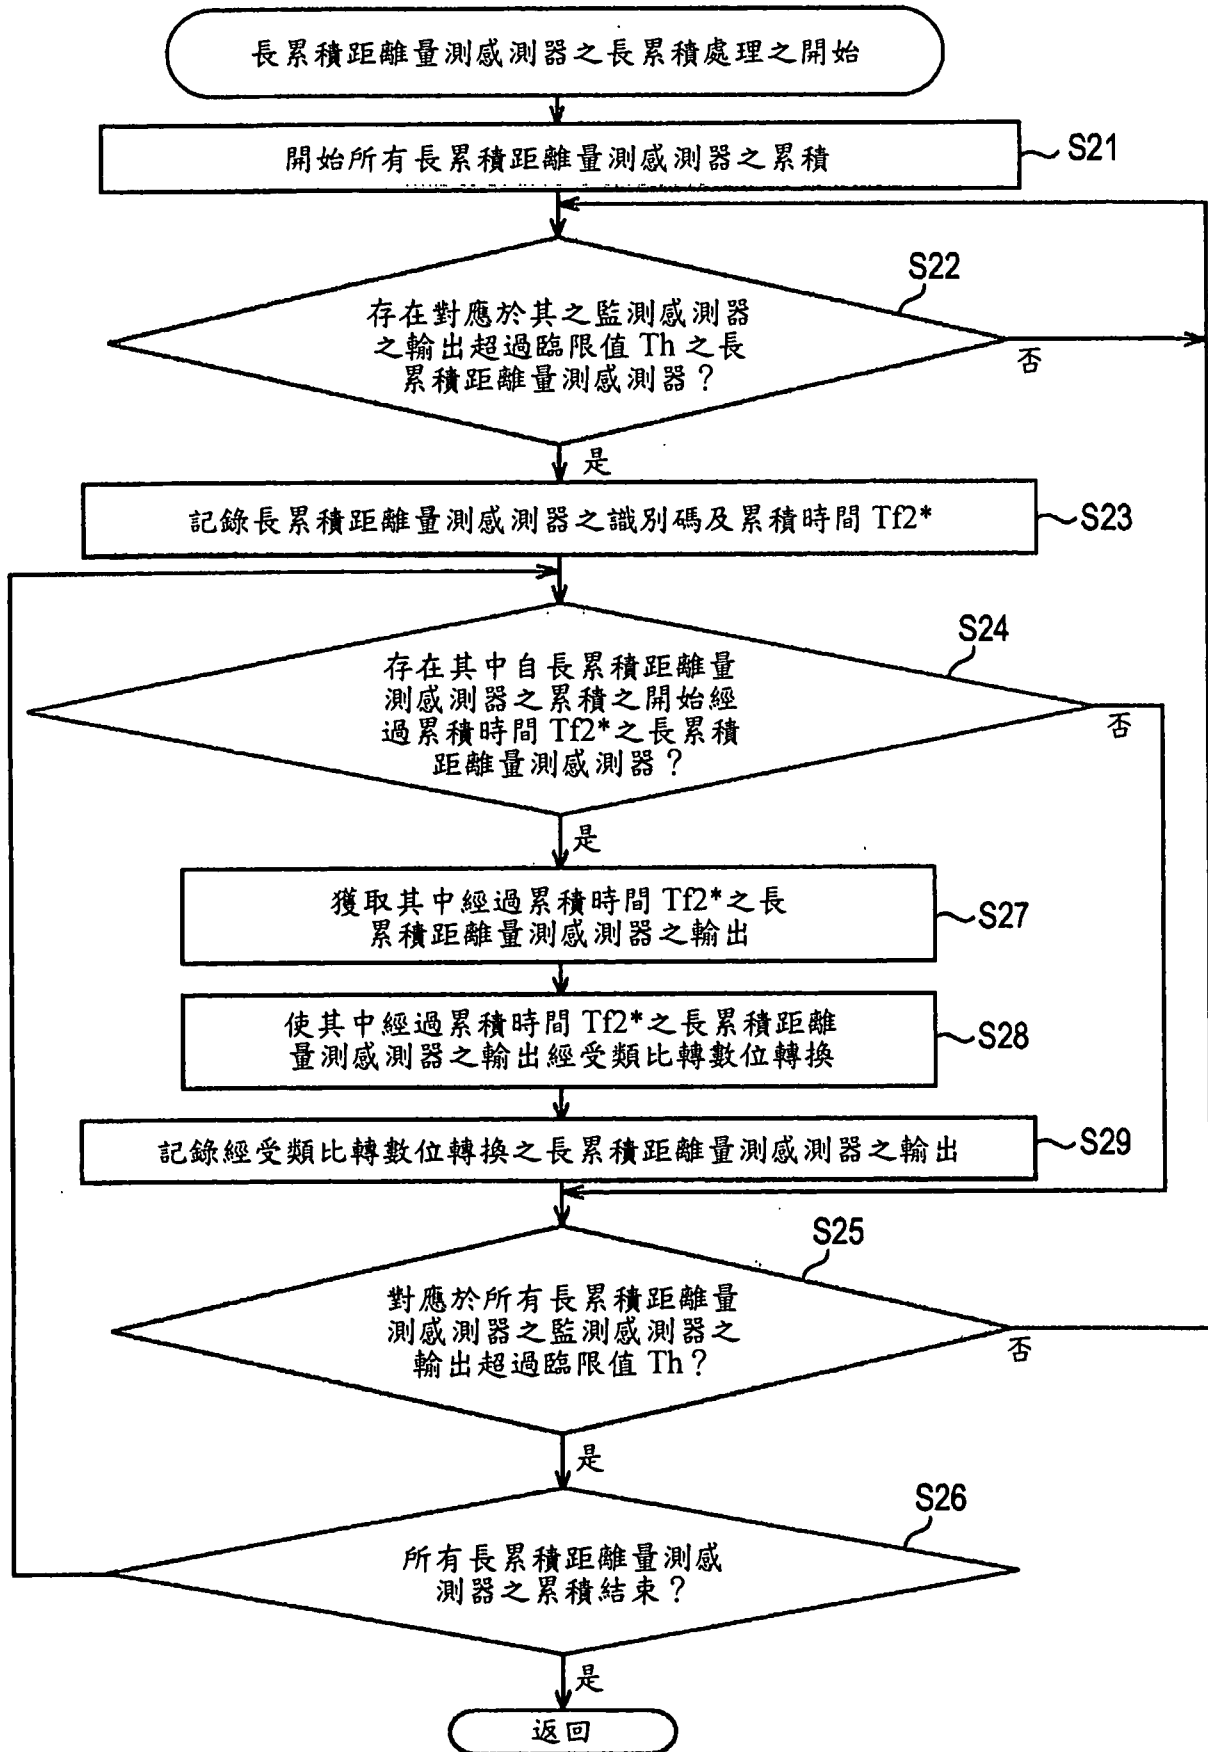 長累積距離量測感測器之長累積處理之開始
開始所有長累積距離量測感測器之累積
S21
S22
存在對應於其之監測感測器
之輸出超過臨限值 Th 之長
累積距離量測感測器？
否
是
記錄長累積距離量測感測器之識別碼及累積時間 Tf2*
S23
S24
存在其中自長累積距離量
測感測器之累積之開始經
過累積時間 Tf2*之長累積
距離量測感測器？
否
是
獲取其中經過累積時間 Tf2*之長
累積距離量測感測器之輸出
S27
使其中經過累積時間 Tf2*之長累積距離
量測感測器之輸出經受類比轉數位轉換
S28
記錄經受類比轉數位轉換之長累積距離量測感測器之輸出
S29
S25
對應於所有長累積距離量
測感測器之監測感測器之
輸出超過臨限值 Th？
否
是
S26
所有長累積距離量測感
測器之累積結束？
是
返回